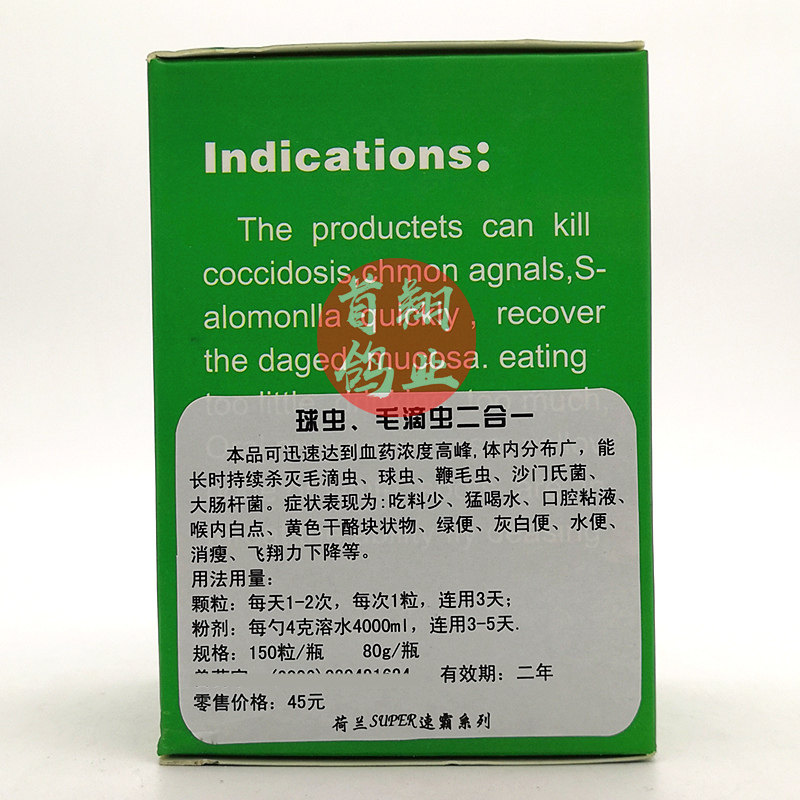 Indications:
The productets can kill
coccidosis,chmon agnals,S-
alomonlla quickly, recover
the daged mucosa. eating
too little, too much,
首翔
鸽业
球虫、毛滴虫二合一
本品可迅速达到血药浓度高峰,体内分布广，能
长时持续杀灭毛滴虫、球虫、鞭毛虫、沙门氏菌、
大肠杆菌。症状表现为:吃料少、猛喝水、口腔粘液、
喉内白点、黄色干酪块状物、绿便、灰白便、水便、
消瘦、飞翔力下降等。
用法用量:
颗粒：每天1-2次，每次1粒，连用3天；
粉剂：每勺4克溶水4000ml，连用3-5天.
规格：150粒/瓶 80g/瓶
有效期：二年
零售价格：45元
荷兰SUPER速霸系列